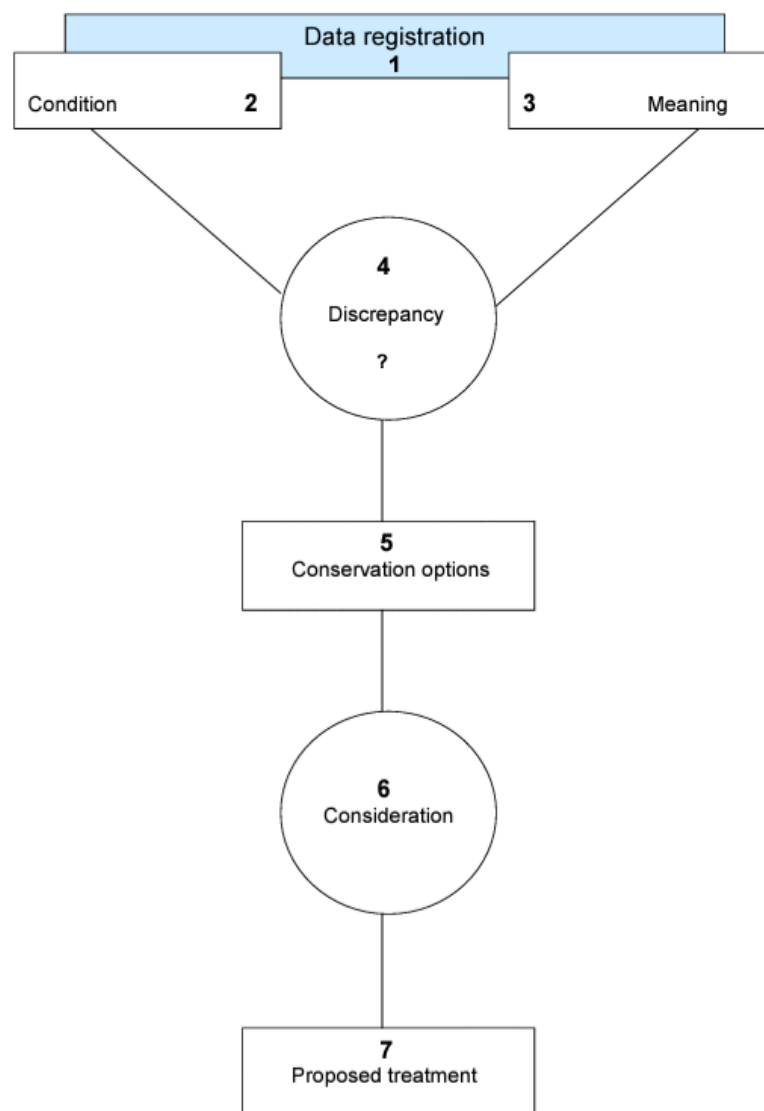 Data registration
1
Condition 2
3 Meaning
4
Discrepancy
?
5
Conservation options
6
Consideration
7
Proposed treatment